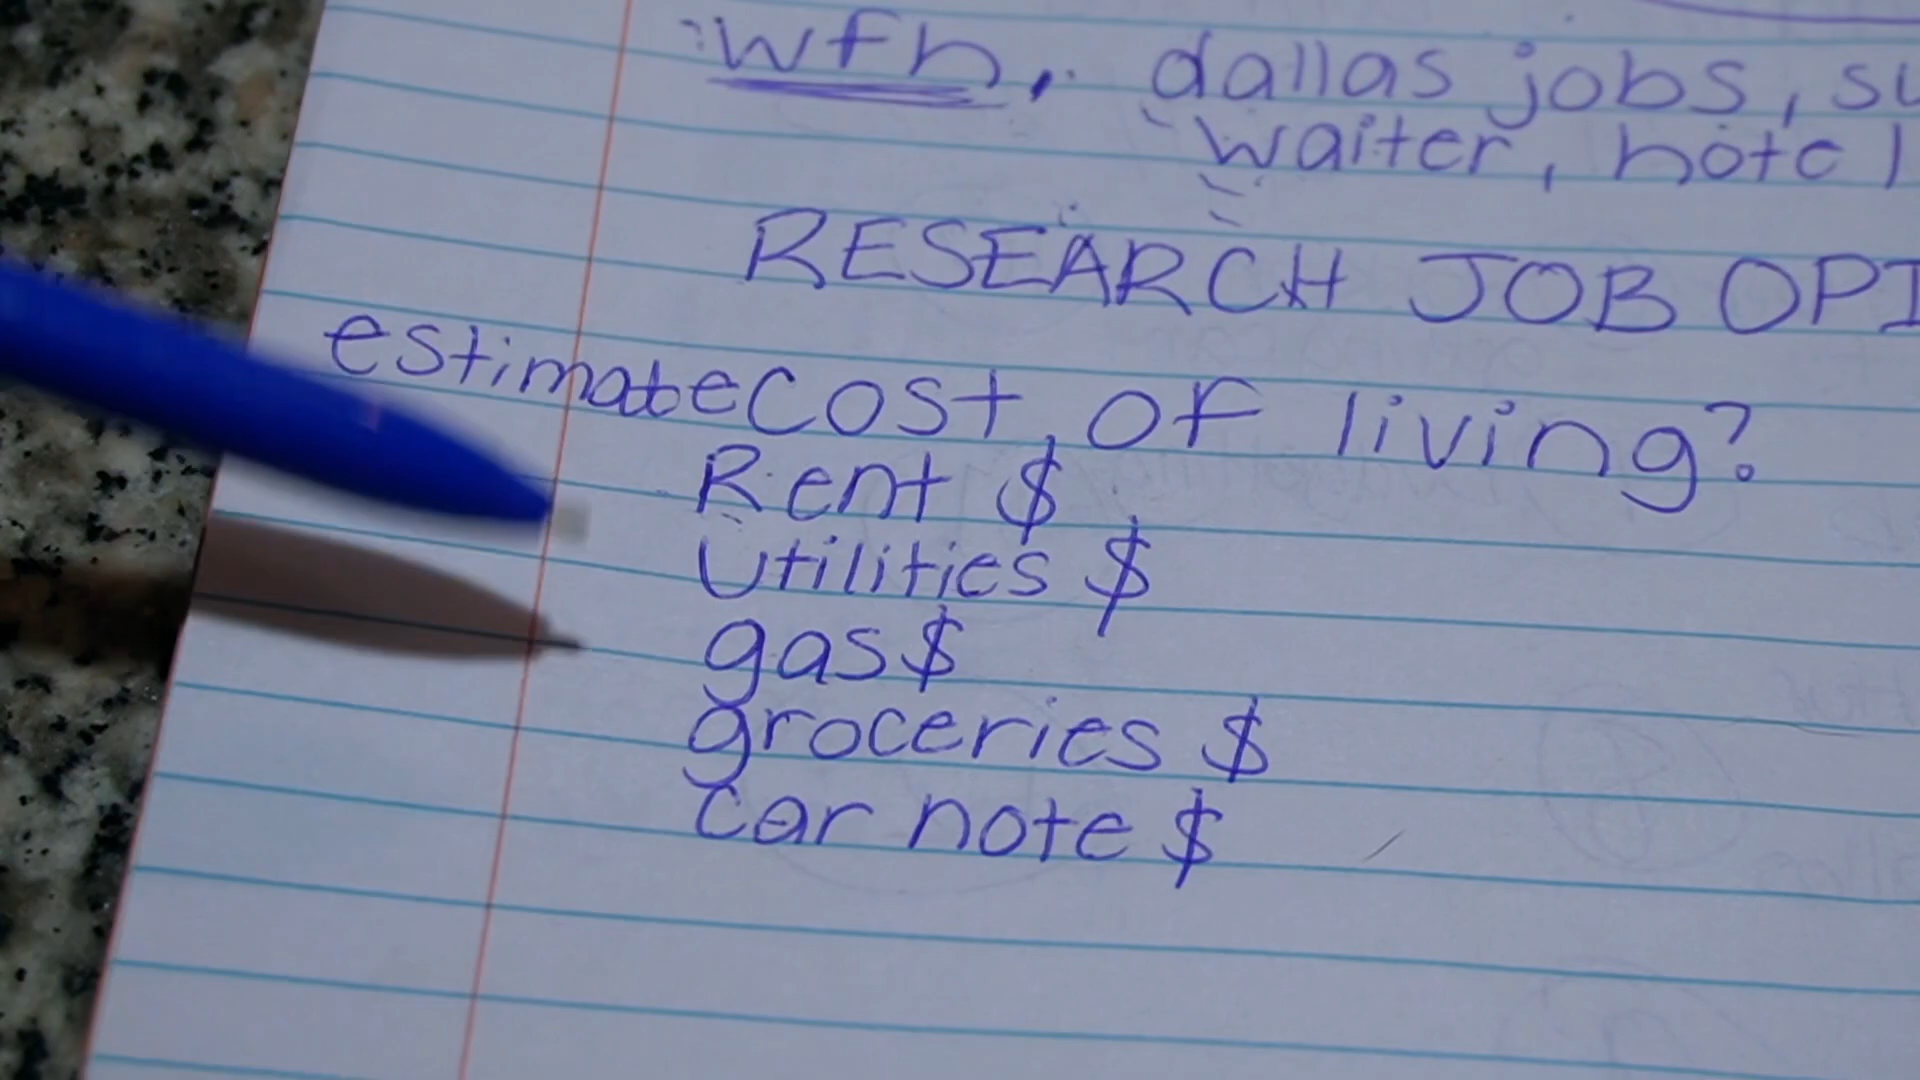 wfh, dallas jobs,
waiter, hotel
RESEARCH JOB
estimate cost of living?
Rent $
Utilities $
gas $
groceries $
car note $